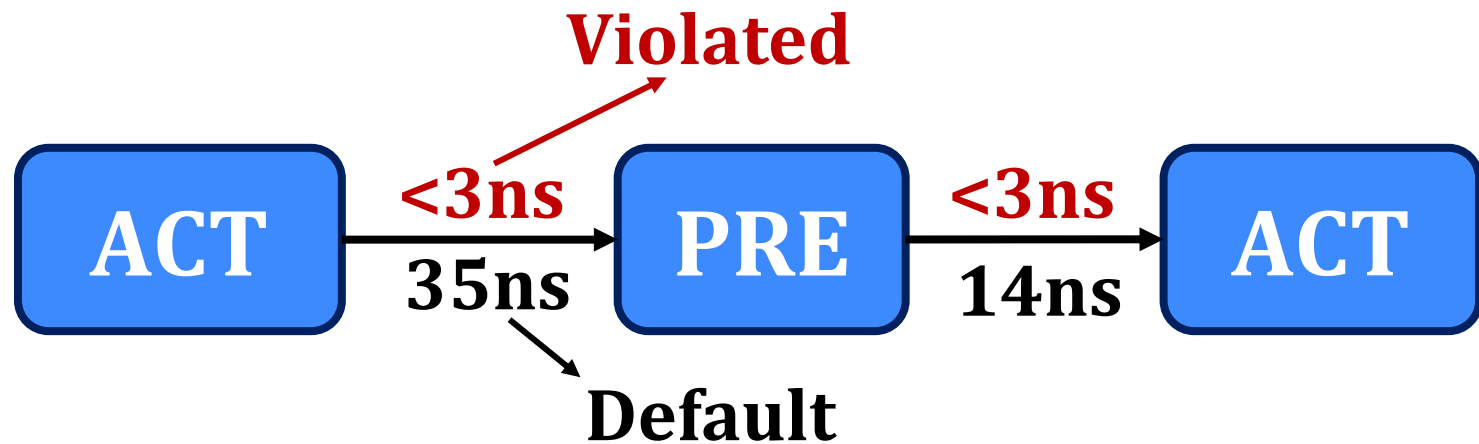 Violated
ACT
<3ns
35ns
PRE
<3ns
14ns
ACT
Default